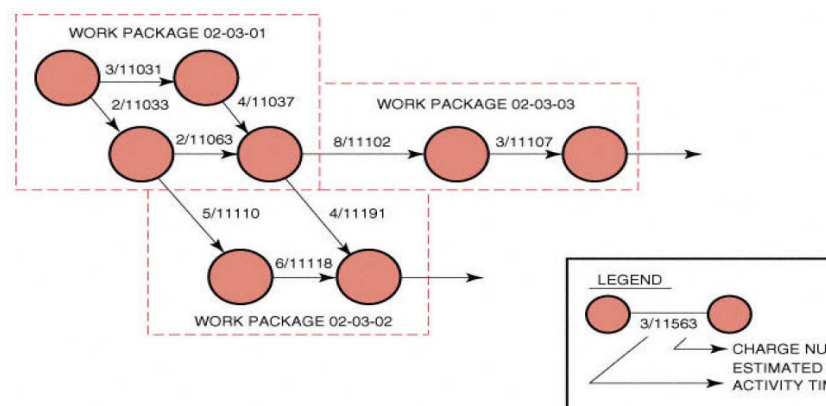 WORK PACKAGE 02-03-01
3/11031
2/11033
4/11037
WORK PACKAGE 02-03-03
2/11063
8/11102
3/11107
5/11110
4/11191
6/11118
WORK PACKAGE 02-03-02
LEGEND
3/11563
CHARGE
ESTIMATED
ACTIVITY